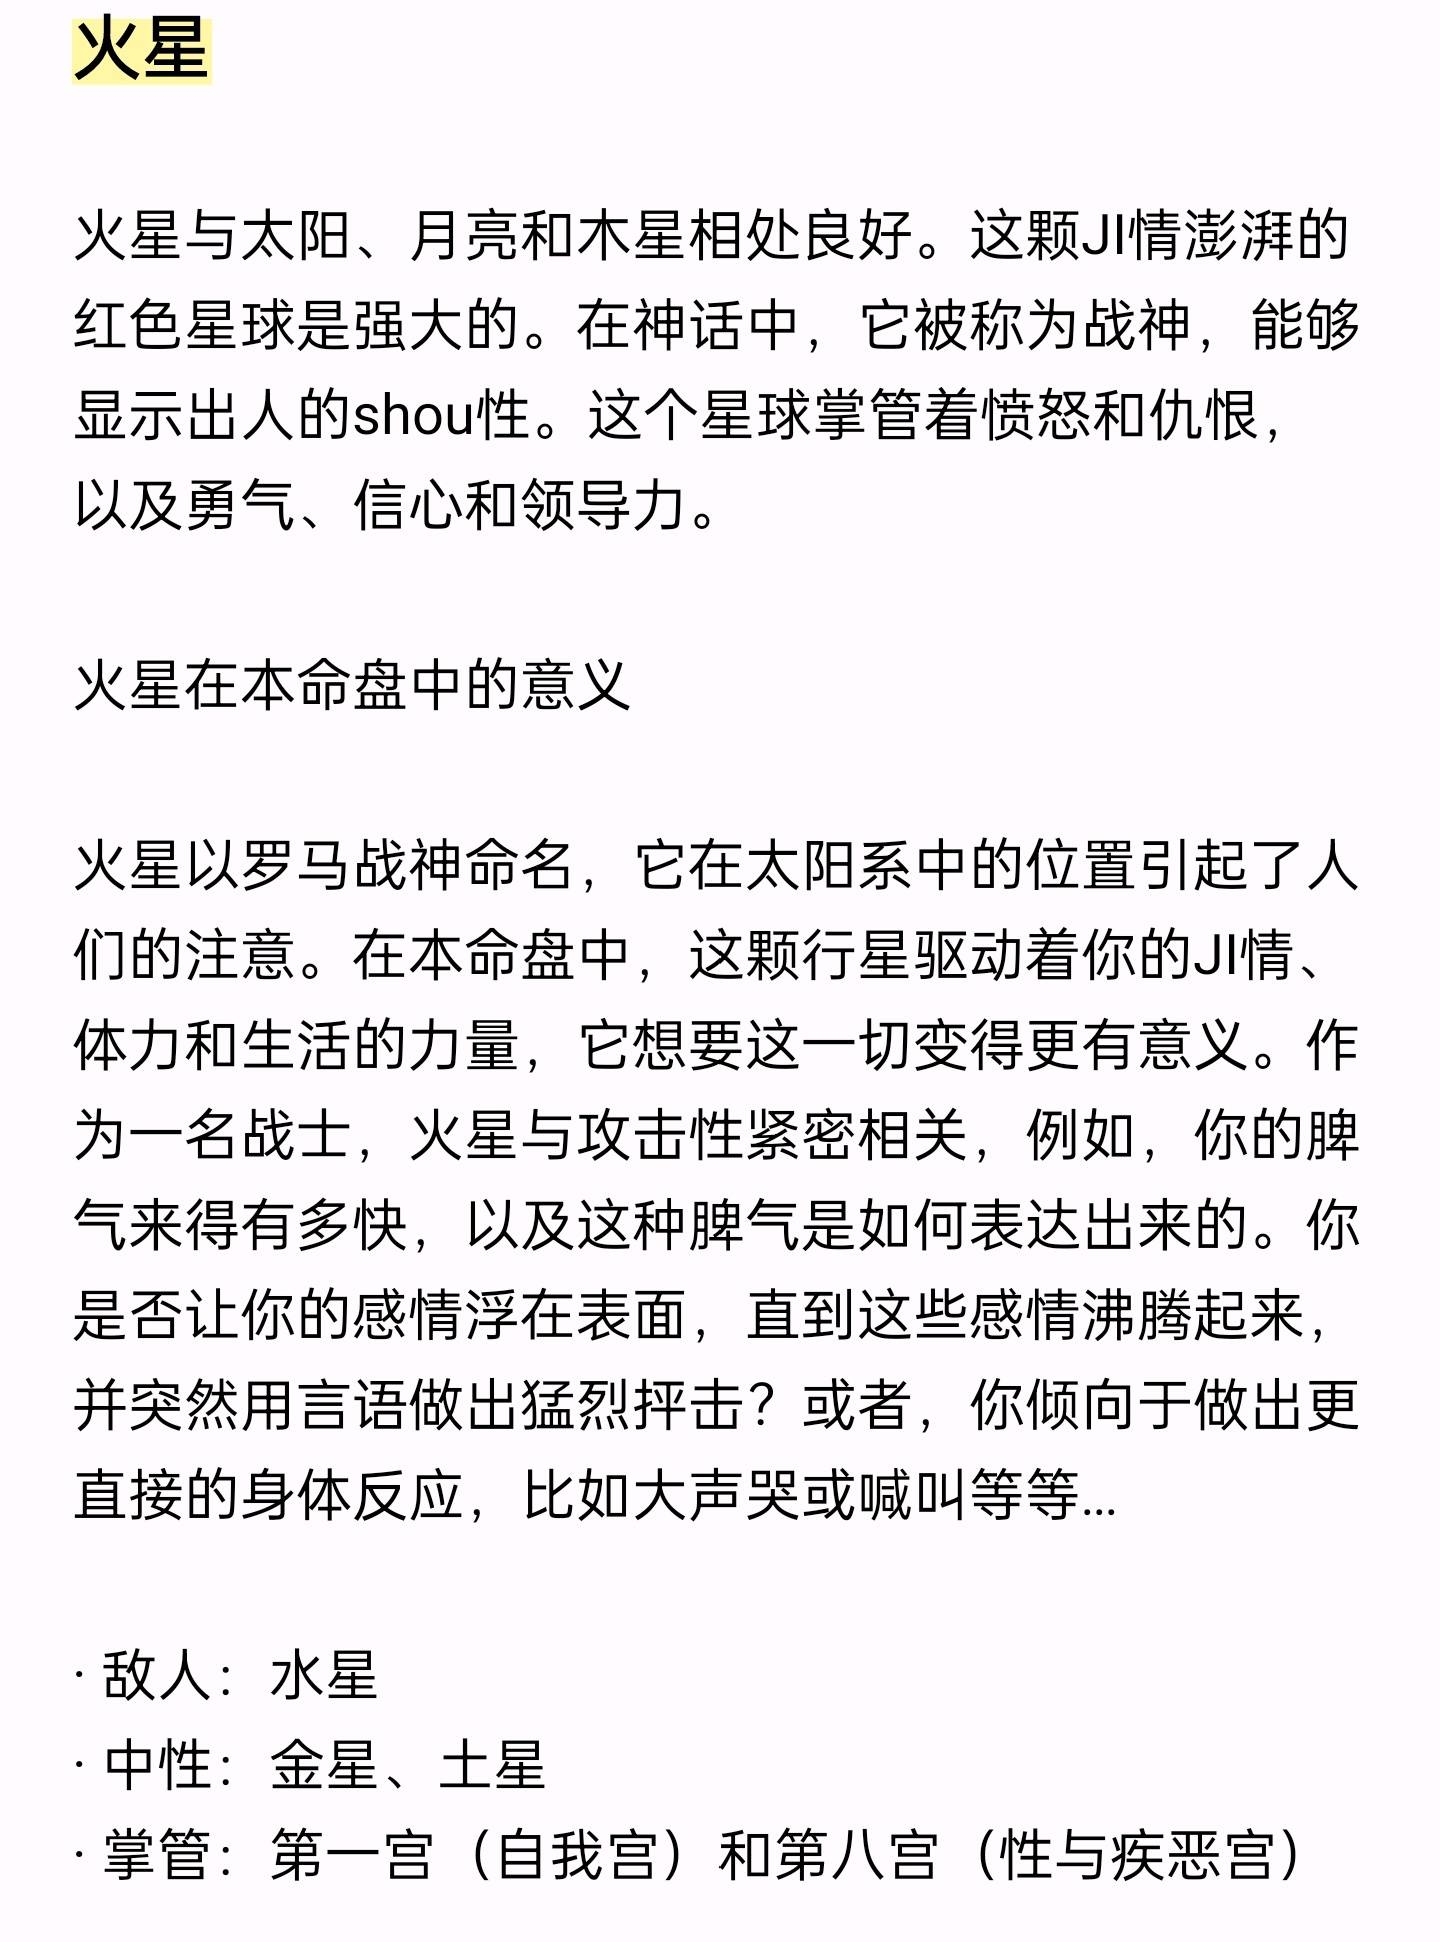 火星
火星与太阳、月亮和木星相处良好。这颗JI情澎湃的
红色星球是强大的。在神话中，它被称为战神，能够
显示出人的shou性。这个星球掌管着愤怒和仇恨，
以及勇气、信心和领导力。
火星在本命盘中的意义
火星以罗马战神命名，它在太阳系中的位置引起了人
们的注意。在本命盘中，这颗行星驱动着你的JI情、
体力和生活的力量，它想要这一切变得更有意义。作
为一名战士，火星与攻击性紧密相关，例如，你的脾
气来得有多快，以及这种脾气是如何表达出来的。你
是否让你的感情浮在表面，直到这些感情沸腾起来，
并突然用言语做出猛烈抨击？或者，你倾向于做出更
直接的身体反应，比如大声哭或喊叫等等...
· 敌人：水星
· 中性：金星、土星
· 掌管：第一宫（自我宫）和第八宫（性与疾恶宫）